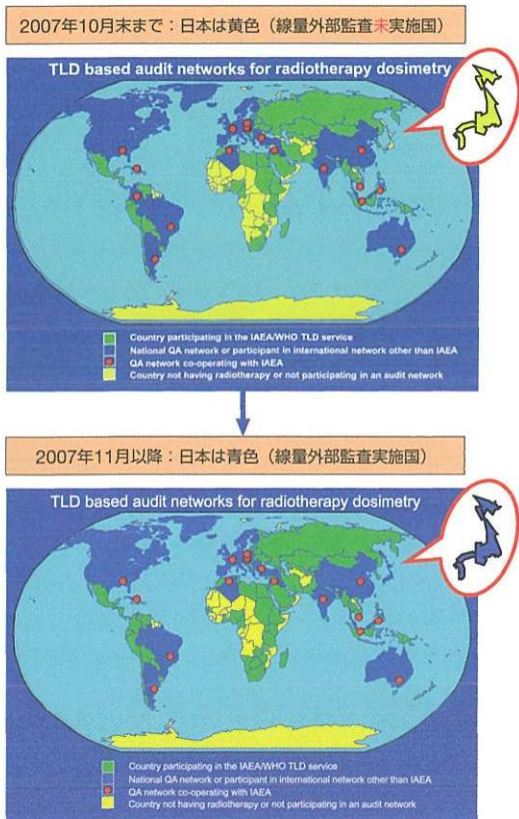 2007年10月末まで：日本は黄色（線量外部監査未実施国）
TLD based audit networks for radiotherapy dosimetry
Country participating in the IAEA/WHO TLD service
National QA network or participant in international network other than IAEA
QA network co-operating with IAEA
Country not having radiotherapy or not participating in an audit network
2007年11月以降：日本は青色（線量外部監査実施国）
TLD based audit networks for radiotherapy dosimetry
Country participating in the IAEA/WHO TLD service
National QA network or participant in international network other than IAEA
QA network co-operating with IAEA
Country not having radiotherapy or not participating in an audit network